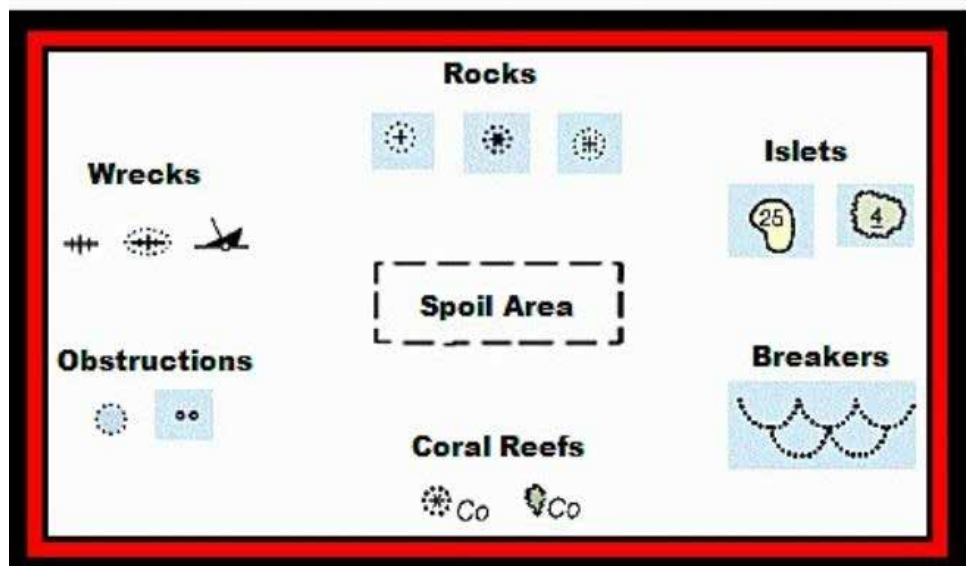 Rocks
Wrecks
Islets
25
4
Spoil Area
Obstructions
Breakers
Coral Reefs
Co
Co